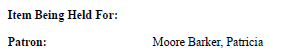 Item Being Held For:
Patron: Moore Barker, Patricia